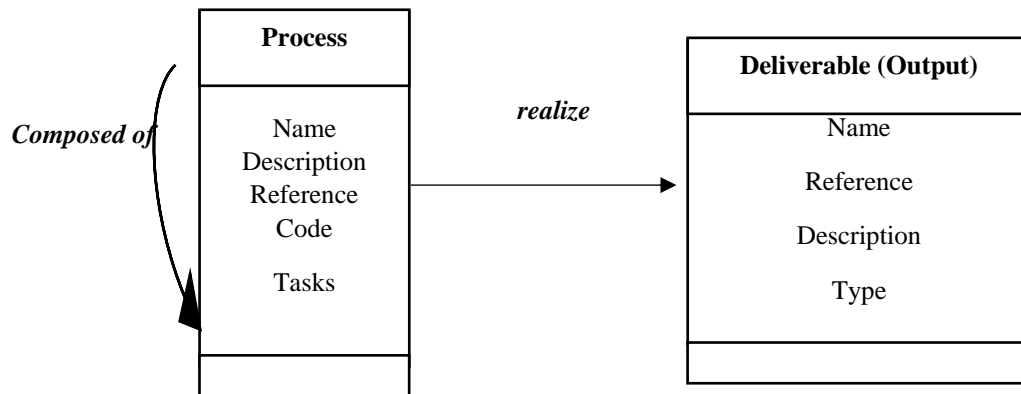 Process
Composed of
Name
Description
Reference
Code
Tasks
realize
Deliverable (Output)
Name
Reference
Description
Type